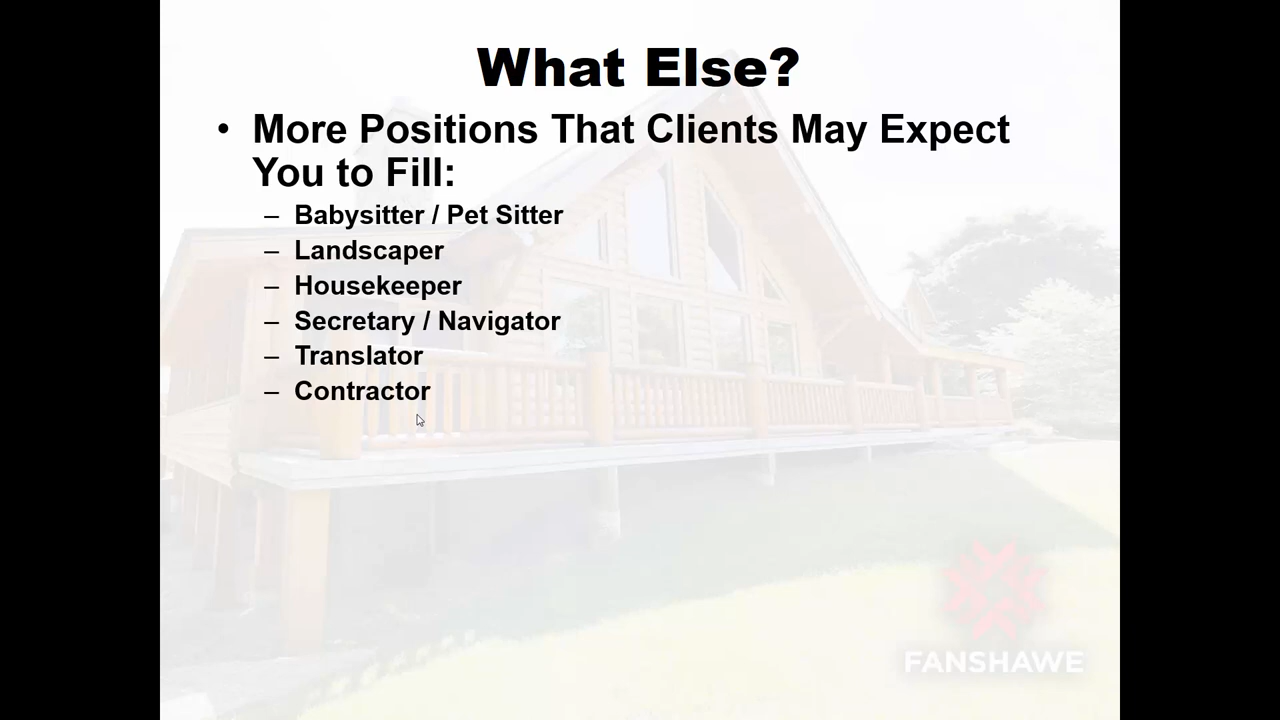 What Else?
• More Positions That Clients May Expect
You to Fill:
– Babysitter / Pet Sitter
– Landscaper
– Housekeeper
– Secretary / Navigator
– Translator
– Contractor
FANSHAWE